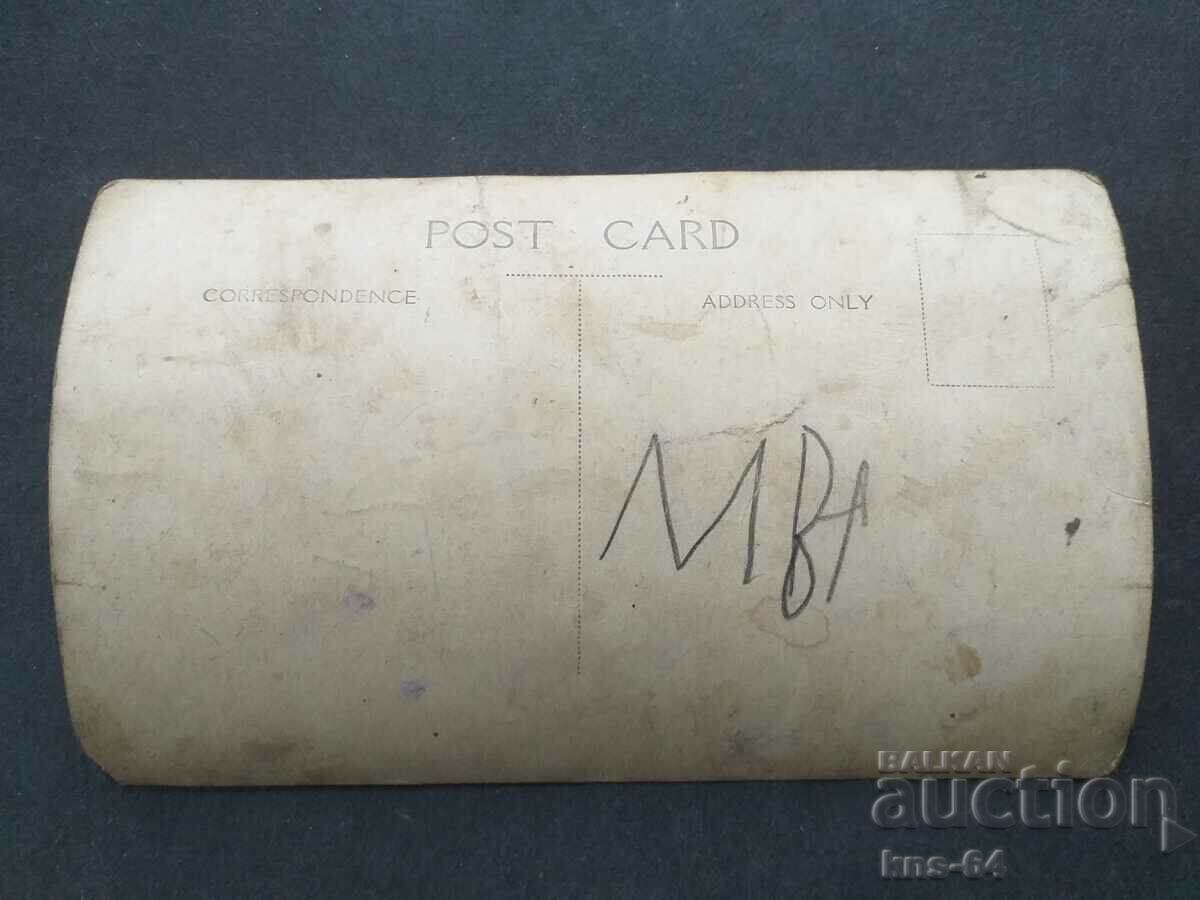 POST CARD
CORRESPONDENCE
ADDRESS ONLY
BALKAN
auction
kns-64